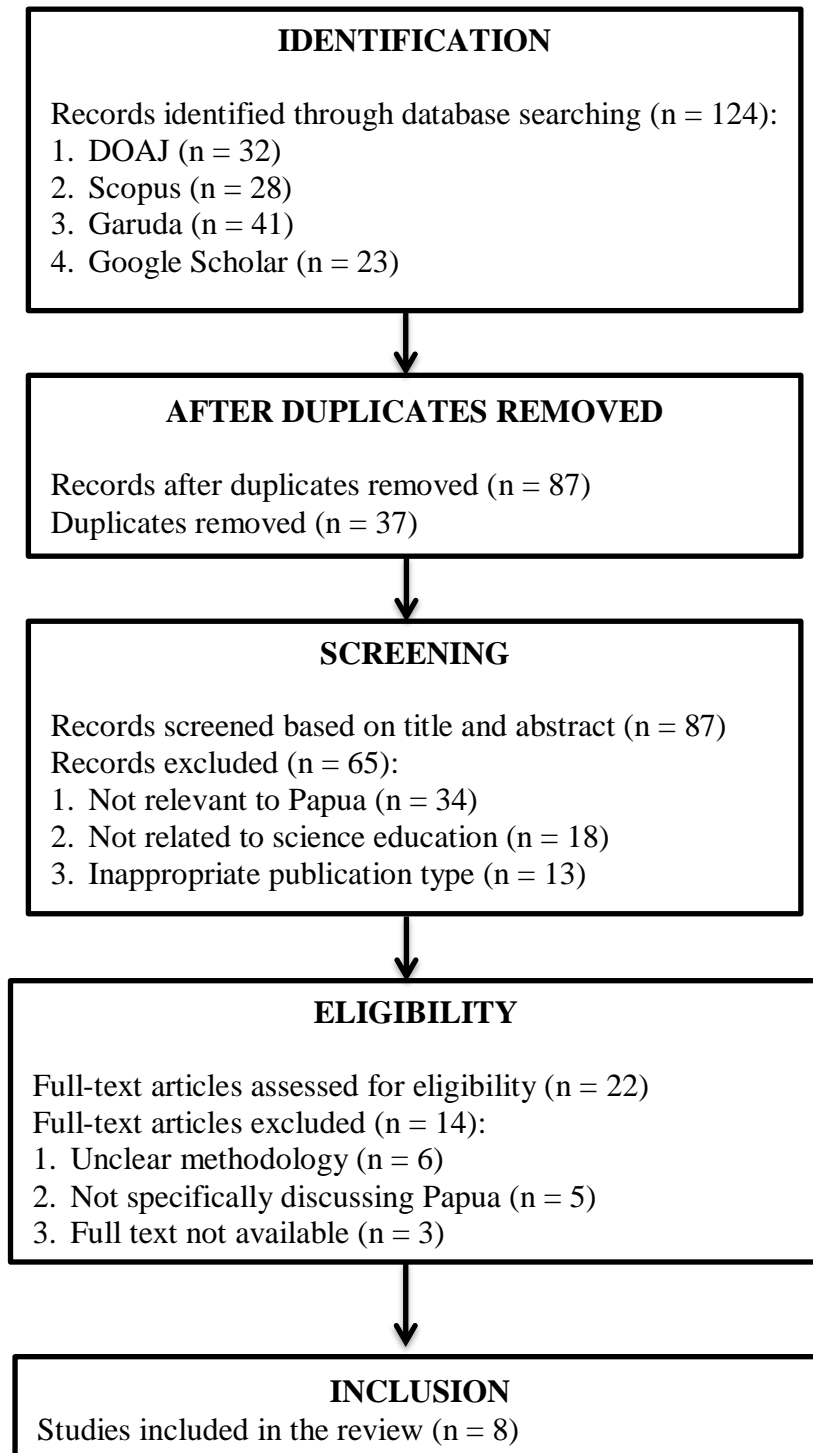 IDENTIFICATION
Records identified through database searching (n = 124):
1. DOAJ (n = 32)
2. Scopus (n = 28)
3. Garuda (n = 41)
4. Google Scholar (n = 23)
AFTER DUPLICATES REMOVED
Records after duplicates removed (n = 87)
Duplicates removed (n = 37)
SCREENING
Records screened based on title and abstract (n = 87)
Records excluded (n = 65):
1. Not relevant to Papua (n = 34)
2. Not related to science education (n = 18)
3. Inappropriate publication type (n = 13)
ELIGIBILITY
Full-text articles assessed for eligibility (n = 22)
Full-text articles excluded (n = 14):
1. Unclear methodology (n = 6)
2. Not specifically discussing Papua (n = 5)
3. Full text not available (n = 3)
INCLUSION
Studies included in the review (n = 8)